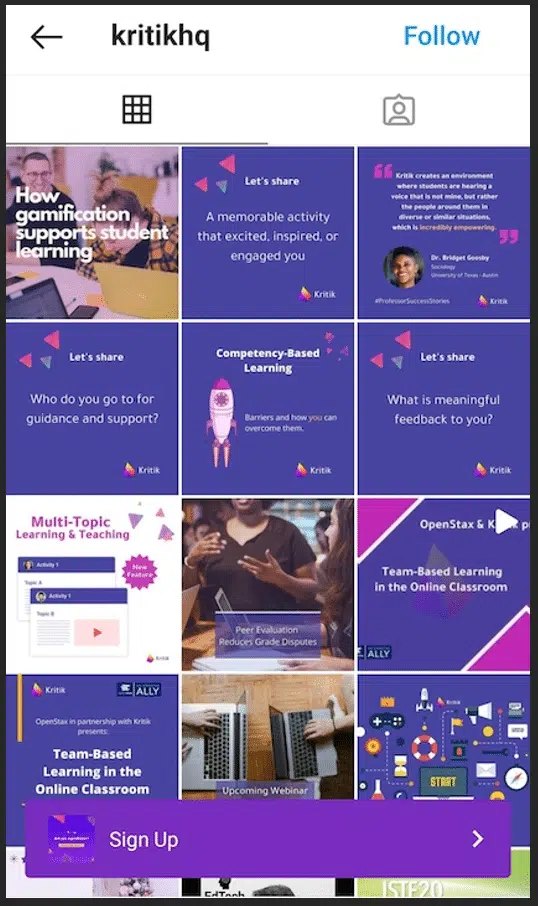 kritikhq
Follow
How
gamification
supports student
learning
Let's share
A memorable activity
that excited, inspired, or
engaged you
Kritik
Kritik creates an environment
where students are hearing a
voice that is not mine, but rather
the people around them in
diverse or similar situations,
which is incredibly empowering.
Dr. Bridget Goosby
Sociology
University of Texas - Austin
#ProfessorSuccessStories
Kritik
Let's share
Who do you go to for
guidance and support?
Kritik
Competency-Based
Learning
Barriers and how you can
overcome them.
Kritik
Let's share
What is meaningful
feedback to you?
Kritik
Multi-Topic
Learning & Teaching
Activity 1
New
Feature
Topic A
Activity 1
Topic B
Kritik
Peer Evaluation
Reduces Grade Disputes
OpenStax & K
Team-Based Learning
in the Online Classroom
ALLY
Kritik
ALLY
OpenStax in partnership with Kritik
presents:
Team-Based
Learning in the
Online Classroom
Upcoming Webinar
Kritik
START
Sign Up
EdTech
ISTE20